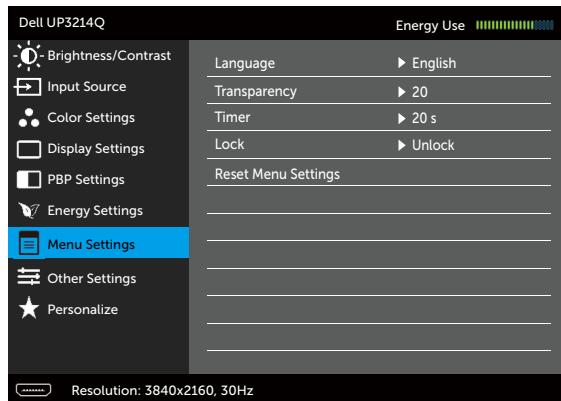 Dell UP3214Q
Energy Use
Brightness/Contrast
Input Source
Color Settings
Display Settings
PBP Settings
Energy Settings
Menu Settings
Other Settings
Personalize
Language English
Transparency 20
Timer 20 s
Lock Unlock
Reset Menu Settings
Resolution: 3840x2160, 30Hz